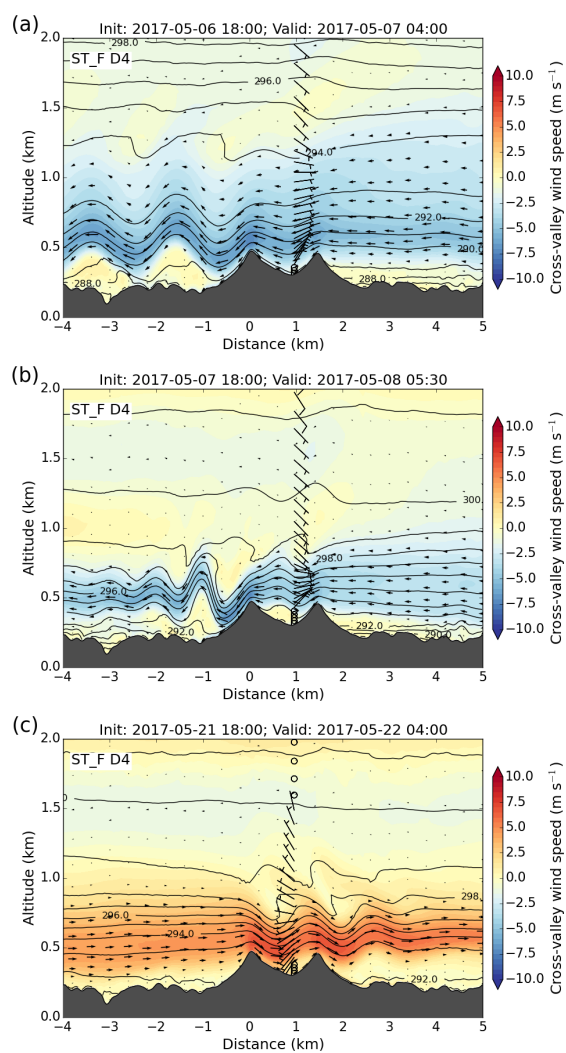 (a)
Init: 2017-05-06 18:00; Valid: 2017-05-07 04:00
ST_F D4
298.0
296.0
294.0
292.0
290.0
288.0
288.0
2.0
1.5
1.0
0.5
0.0
Altitude (km)
−4 −3 −2 −1 0 1 2 3 4 5
Distance (km)
10.0
7.5
5.0
2.5
0.0
−2.5
−5.0
−7.5
−10.0
Cross-valley wind speed (m s⁻¹)
(b)
Init: 2017-05-07 18:00; Valid: 2017-05-08 05:30
ST_F D4
300.
298.0
296.0
292.0
292.0
290.0
2.0
1.5
1.0
0.5
0.0
Altitude (km)
−4 −3 −2 −1 0 1 2 3 4 5
Distance (km)
10.0
7.5
5.0
2.5
0.0
−2.5
−5.0
−7.5
−10.0
Cross-valley wind speed (m s⁻¹)
(c)
Init: 2017-05-21 18:00; Valid: 2017-05-22 04:00
ST_F D4
0
298.
296.0
294.0
292.0
2.0
1.5
1.0
0.5
0.0
Altitude (km)
−4 −3 −2 −1 0 1 2 3 4 5
Distance (km)
10.0
7.5
5.0
2.5
0.0
−2.5
−5.0
−7.5
−10.0
Cross-valley wind speed (m s⁻¹)